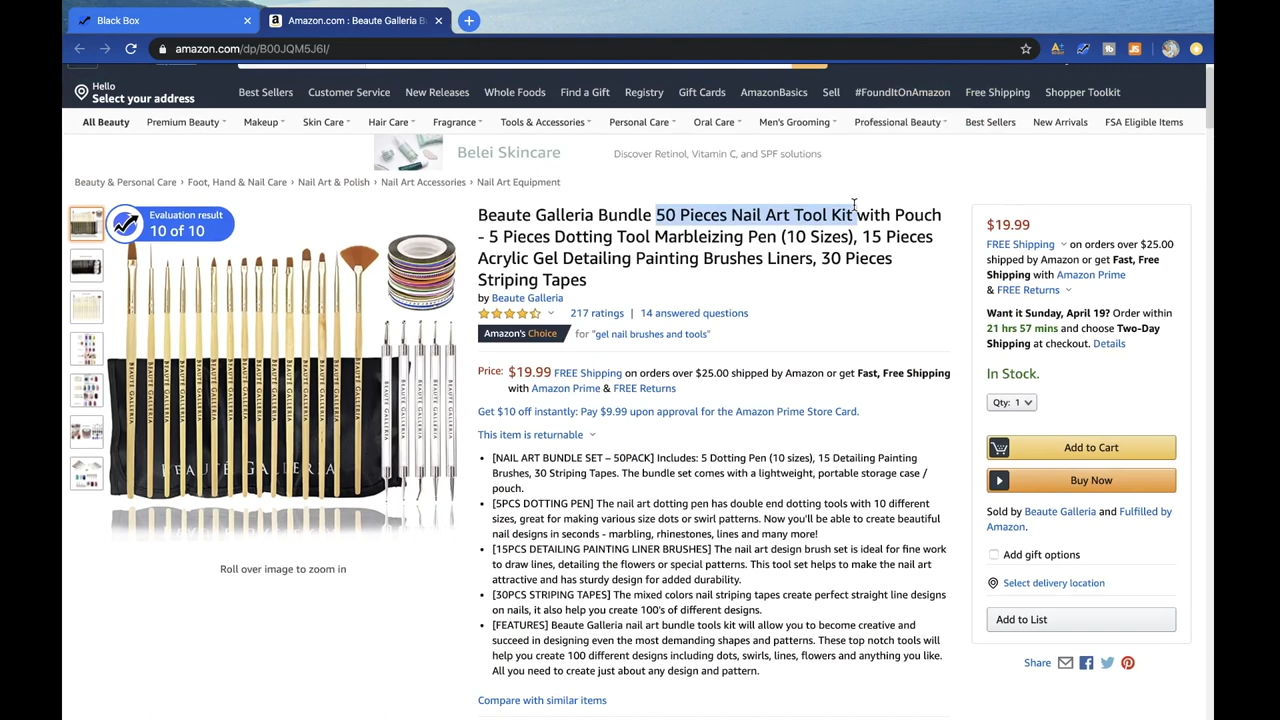 Black Box
Amazon.com : Beaute Galleria B
amazon.com/dp/B00JQM5J6I/
Hello
Select your address
Best Sellers Customer Service New Releases Whole Foods Find a Gift Registry Gift Cards AmazonBasics Sell #FoundItOnAmazon Free Shipping Shopper Toolkit
All Beauty Premium Beauty Makeup Skin Care Hair Care Fragrance Tools & Accessories Personal Care Oral Care Men's Grooming Professional Beauty Best Sellers New Arrivals FSA Eligible Items
Belei Skincare Discover Retinol, Vitamin C, and SPF solutions
Beauty & Personal Care › Foot, Hand & Nail Care › Nail Art & Polish › Nail Art Accessories › Nail Art Equipment
Evaluation result
10 of 10
BEAUTE GALLERIA
Roll over image to zoom in
Beaute Galleria Bundle 50 Pieces Nail Art Tool Kit with Pouch
- 5 Pieces Dotting Tool Marbleizing Pen (10 Sizes), 15 Pieces
Acrylic Gel Detailing Painting Brushes Liners, 30 Pieces
Striping Tapes
by Beaute Galleria
217 ratings | 14 answered questions
Amazon's Choice for "gel nail brushes and tools"
Price: $19.99 FREE Shipping on orders over $25.00 shipped by Amazon or get Fast, Free Shipping
with Amazon Prime & FREE Returns
Get $10 off instantly: Pay $9.99 upon approval for the Amazon Prime Store Card.
This item is returnable
• [NAIL ART BUNDLE SET – 50PACK] Includes: 5 Dotting Pen (10 sizes), 15 Detailing Painting
Brushes, 30 Striping Tapes. The bundle set comes with a lightweight, portable storage case /
pouch.
• [5PCS DOTTING PEN] The nail art dotting pen has double end dotting tools with 10 different
sizes, great for making various size dots or swirl patterns. Now you'll be able to create beautiful
nail designs in seconds - marbling, rhinestones, lines and many more!
• [15PCS DETAILING PAINTING LINER BRUSHES] The nail art design brush set is ideal for fine work
to draw lines, detailing the flowers or special patterns. This tool set helps to make the nail art
attractive and has sturdy design for added durability.
• [30PCS STRIPING TAPES] The mixed colors nail striping tapes create perfect straight line designs
on nails, it also help you create 100's of different designs.
• [FEATURES] Beaute Galleria nail art bundle tools kit will allow you to become creative and
succeed in designing even the most demanding shapes and patterns. These top notch tools will
help you create 100 different designs including dots, swirls, lines, flowers and anything you like.
All you need to create just about any design and pattern.
Compare with similar items
$19.99
FREE Shipping on orders over $25.00
shipped by Amazon or get Fast, Free
Shipping with Amazon Prime
& FREE Returns
Want it Sunday, April 19? Order within
21 hrs 57 mins and choose Two-Day
Shipping at checkout. Details
In Stock.
Qty: 1
Add to Cart
Buy Now
Sold by Beaute Galleria and Fulfilled by
Amazon.
Add gift options
Select delivery location
Add to List
Share